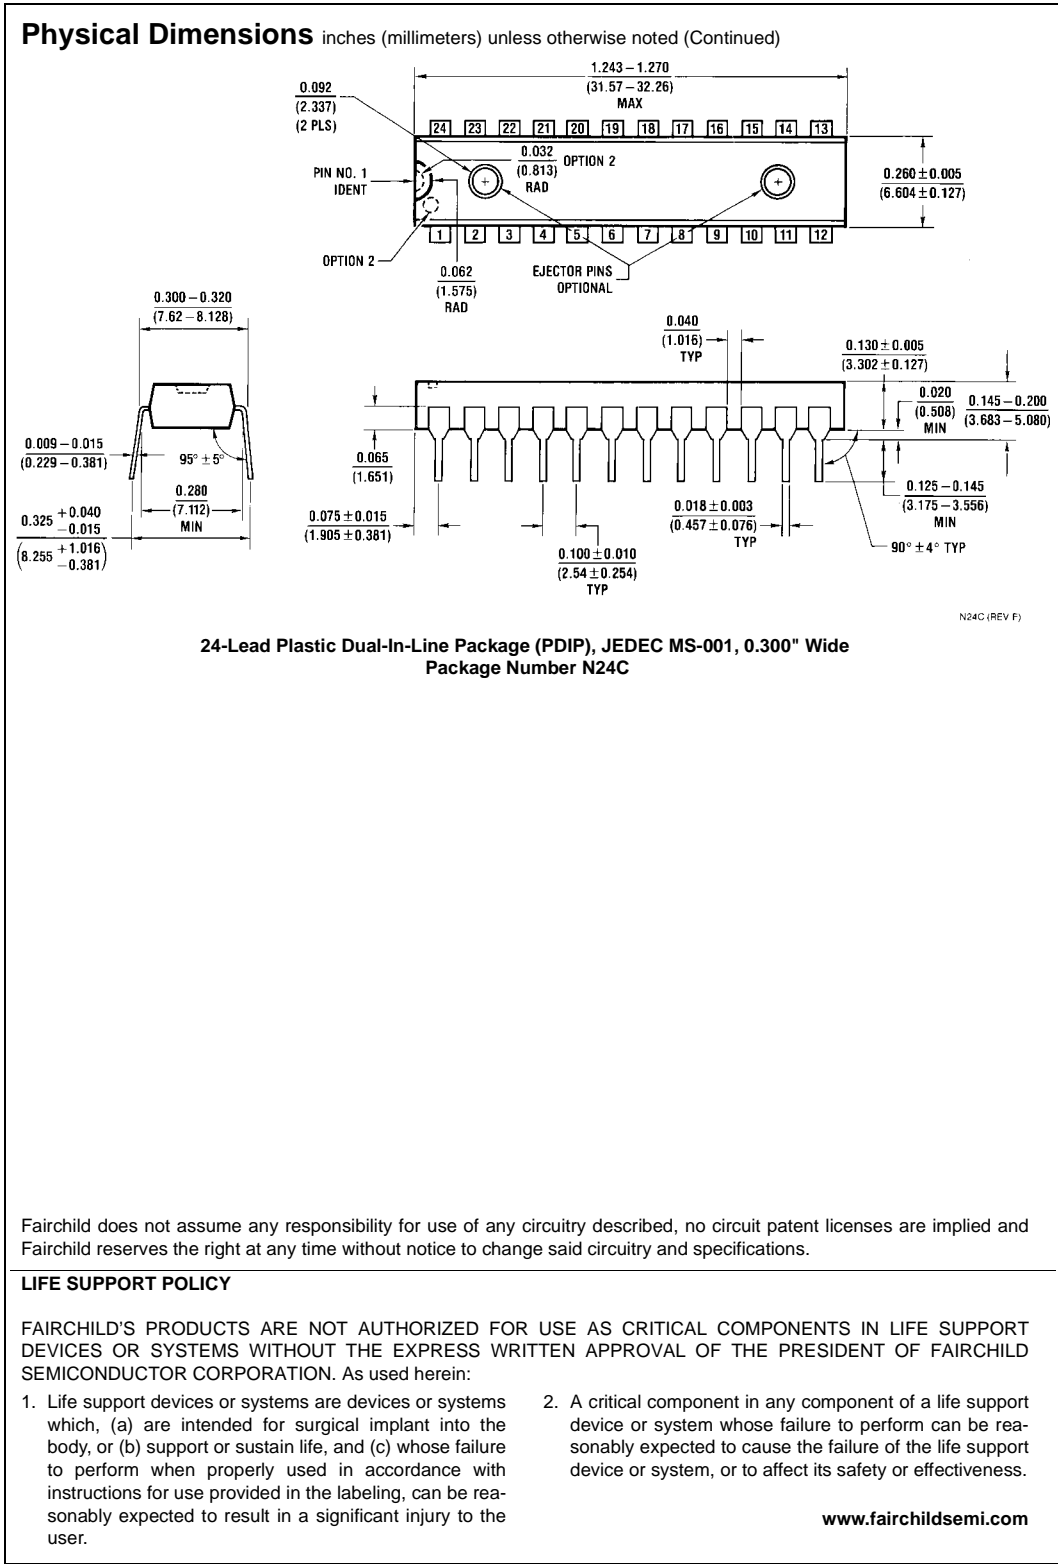 Physical Dimensions inches (millimeters) unless otherwise noted (Continued)
1.243 – 1.270
(31.57 – 32.26)
MAX
0.092
(2.337)
(2 PLS)
24 23 22 21 20 19 18 17 16 15 14 13
0.032
(0.813)
RAD
OPTION 2
PIN NO. 1
IDENT
0.260 ± 0.005
(6.604 ± 0.127)
1 2 3 4 5 6 7 8 9 10 11 12
OPTION 2
0.062
(1.575)
RAD
EJECTOR PINS
OPTIONAL
0.300 – 0.320
(7.62 – 8.128)
0.040
(1.016)
TYP
0.130 ± 0.005
(3.302 ± 0.127)
0.020
(0.508)
MIN
0.145 – 0.200
(3.683 – 5.080)
0.009 – 0.015
(0.229 – 0.381)
95° ± 5°
0.280
(7.112)
MIN
0.065
(1.651)
0.325 +0.040
–0.015
(8.255 +1.016)
–0.381
0.075 ± 0.015
(1.905 ± 0.381)
0.100 ± 0.010
(2.54 ± 0.254)
TYP
0.018 ± 0.003
(0.457 ± 0.076)
TYP
0.125 – 0.145
(3.175 – 3.556)
MIN
90° ± 4° TYP
N24C (REV F)
24-Lead Plastic Dual-In-Line Package (PDIP), JEDEC MS-001, 0.300" Wide
Package Number N24C
Fairchild does not assume any responsibility for use of any circuitry described, no circuit patent licenses are implied and
Fairchild reserves the right at any time without notice to change said circuitry and specifications.
LIFE SUPPORT POLICY
FAIRCHILD'S PRODUCTS ARE NOT AUTHORIZED FOR USE AS CRITICAL COMPONENTS IN LIFE SUPPORT
DEVICES OR SYSTEMS WITHOUT THE EXPRESS WRITTEN APPROVAL OF THE PRESIDENT OF FAIRCHILD
SEMICONDUCTOR CORPORATION. As used herein:
1. Life support devices or systems are devices or systems
which, (a) are intended for surgical implant into the
body, or (b) support or sustain life, and (c) whose failure
to perform when properly used in accordance with
instructions for use provided in the labeling, can be rea-
sonably expected to result in a significant injury to the
user.
2. A critical component in any component of a life support
device or system whose failure to perform can be rea-
sonably expected to cause the failure of the life support
device or system, or to affect its safety or effectiveness.
www.fairchildsemi.com